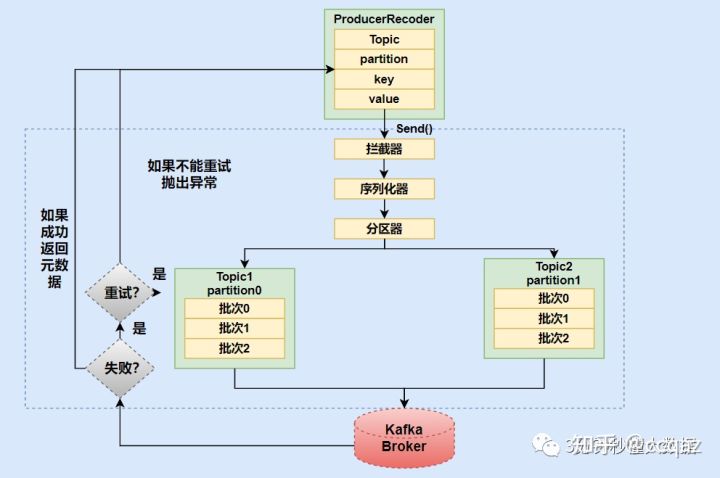 ProducerRecoder
Topic
partition
key
value
Send()
拦截器
如果不能重试
抛出异常
序列化器
如果
成功
返回
元数
据
分区器
是
重试?
Topic1
partition0
批次0
批次1
批次2
Topic2
partition1
批次0
批次1
批次2
是
失败?
Kafka
Broker